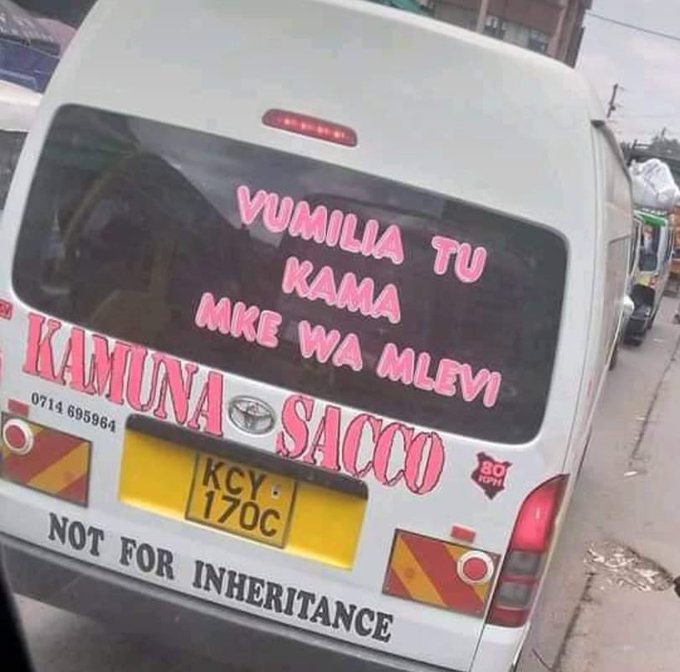 VUMILIA TU
KAMA
MKE WA MLEVI
KAMUNA SACCO
0714 695964
80
KPH
KCY
170C
NOT FOR INHERITANCE